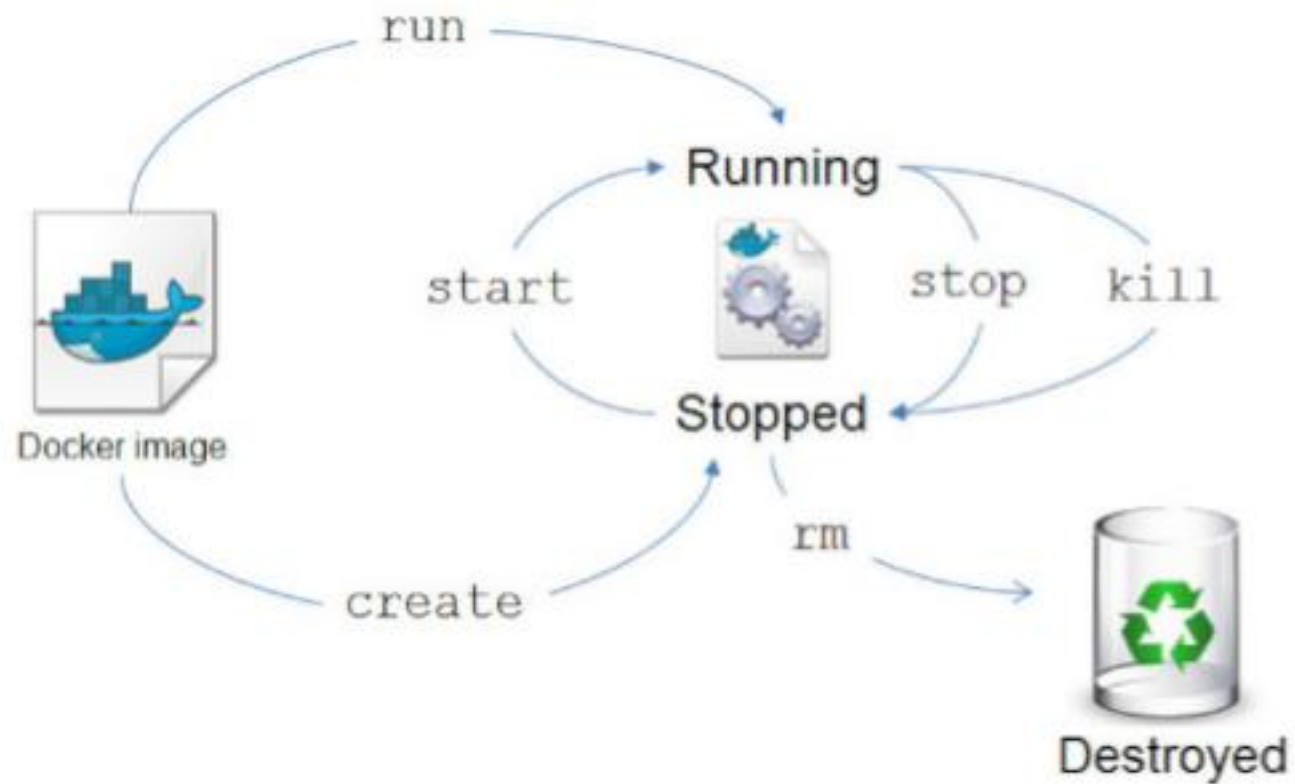 run
Running
start
stop
kill
Stopped
Docker image
rm
create
Destroyed